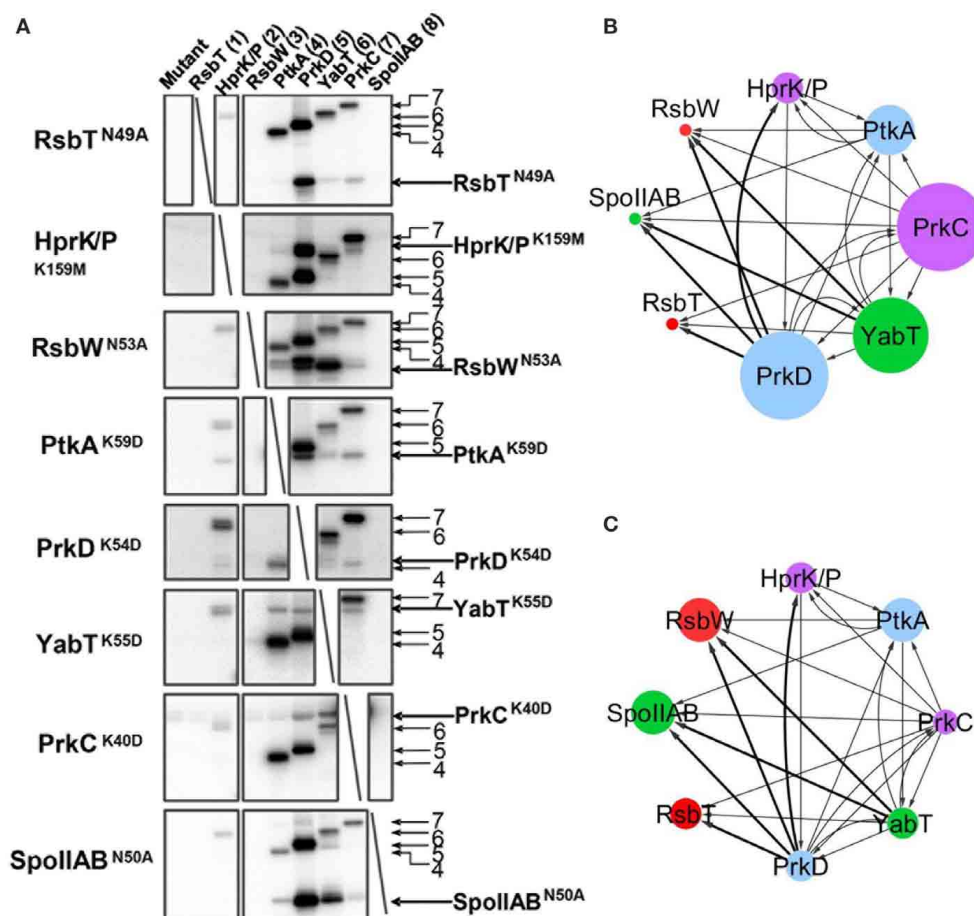 A
Mutant
RsbT (1)
HprK/P (2)
RsbW (3)
PtkA (4)
PrkD (5)
YabT (6)
PrkC (7)
SpoIIAB (8)
RsbT N49A
7
6
5
4
RsbT N49A
HprK/P
K159M
7
HprK/P K159M
6
5
4
RsbW N53A
7
6
5
4
RsbW N53A
PtkA K59D
7
6
5
PtkA K59D
PrkD K54D
7
6
PrkD K54D
4
YabT K55D
7
YabT K55D
5
4
PrkC K40D
PrkC K40D
6
5
4
SpoIIAB N50A
7
6
5
4
SpoIIAB N50A
B
HprK/P
RsbW
PtkA
SpoIIAB
PrkC
RsbT
YabT
PrkD
C
HprK/P
RsbW
PtkA
SpoIIAB
PrkC
RsbT
YabT
PrkD